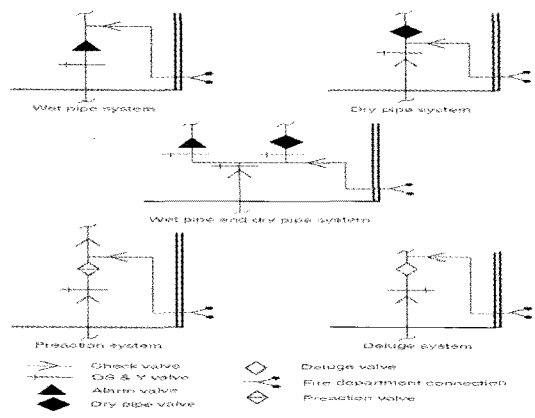 Wet pipe system
Dry pipe system
Wet pipe and dry pipe system
Preaction system
Deluge system
Check valve
OS & Y valve
Alarm valve
Dry pipe valve
Deluge valve
Fire department connection
Preaction valve